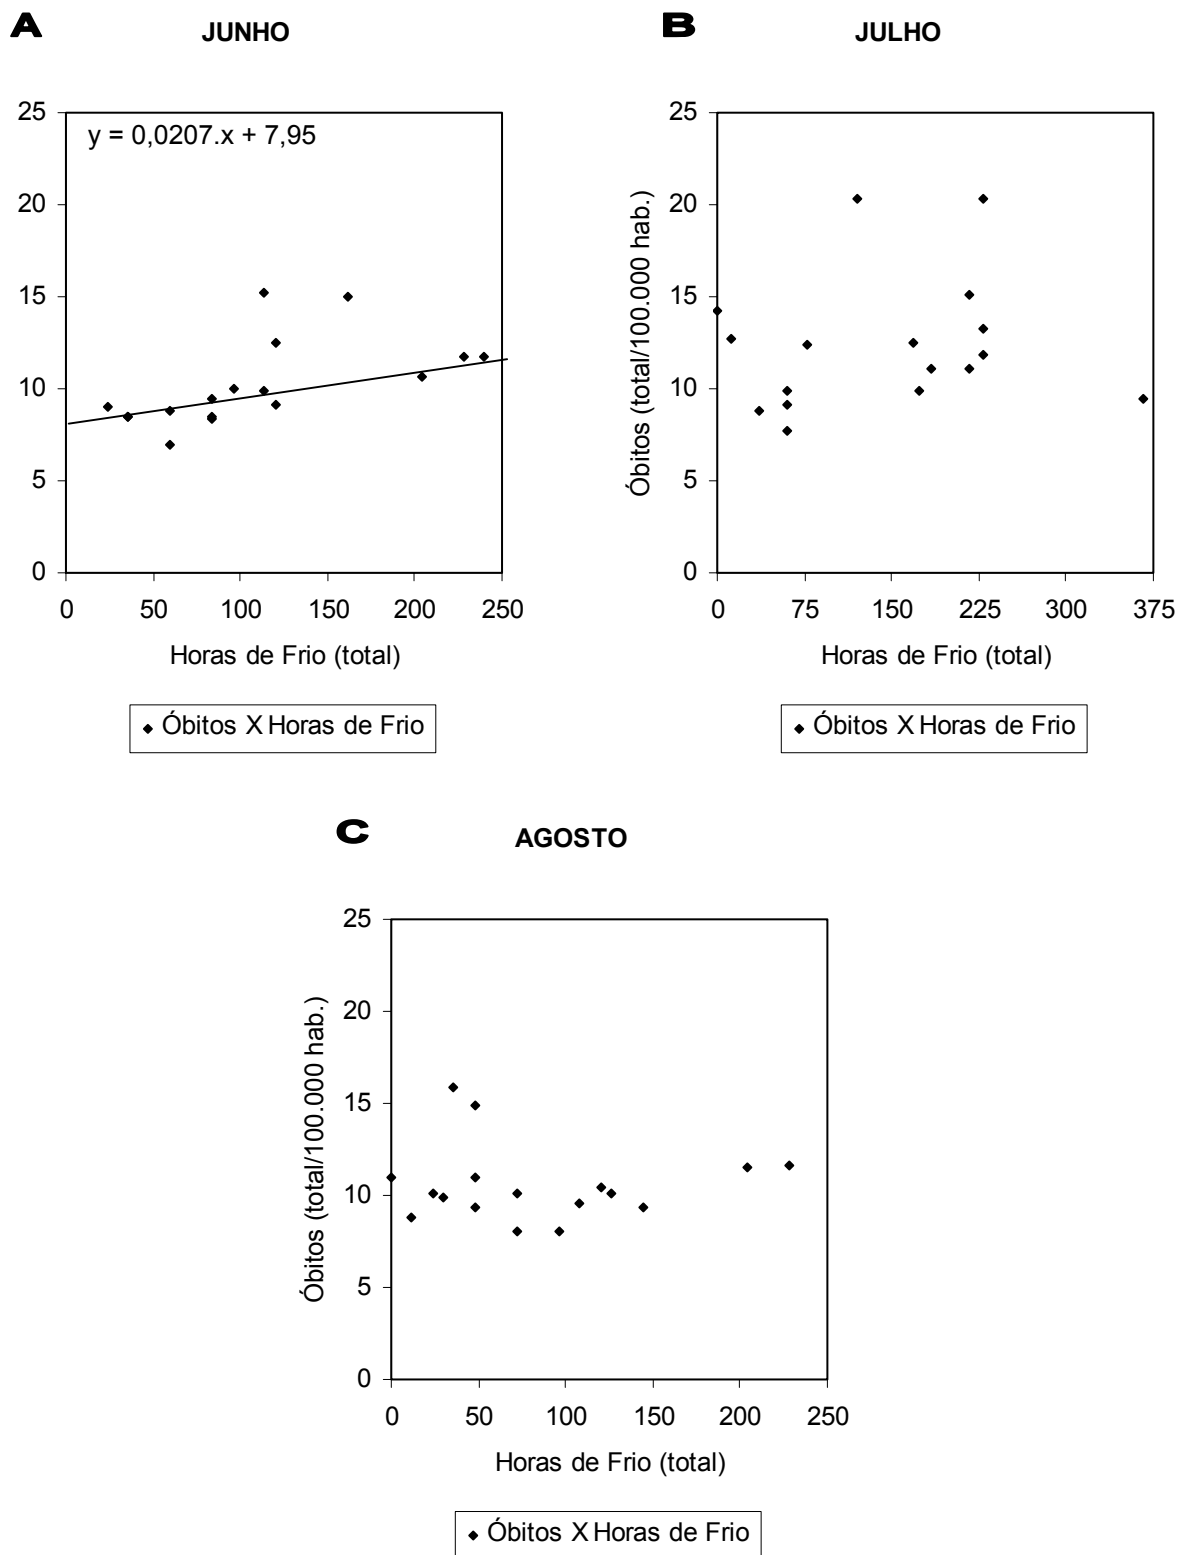 A
JUNHO
25
20
15
10
5
0
y = 0,0207.x + 7,95
0 50 100 150 200 250
Horas de Frio (total)
Óbitos X Horas de Frio
B
JULHO
Óbitos (total/100.000 hab.)
25
20
15
10
5
0
0 75 150 225 300 375
Horas de Frio (total)
Óbitos X Horas de Frio
C
AGOSTO
Óbitos (total/100.000 hab.)
25
20
15
10
5
0
0 50 100 150 200 250
Horas de Frio (total)
Óbitos X Horas de Frio